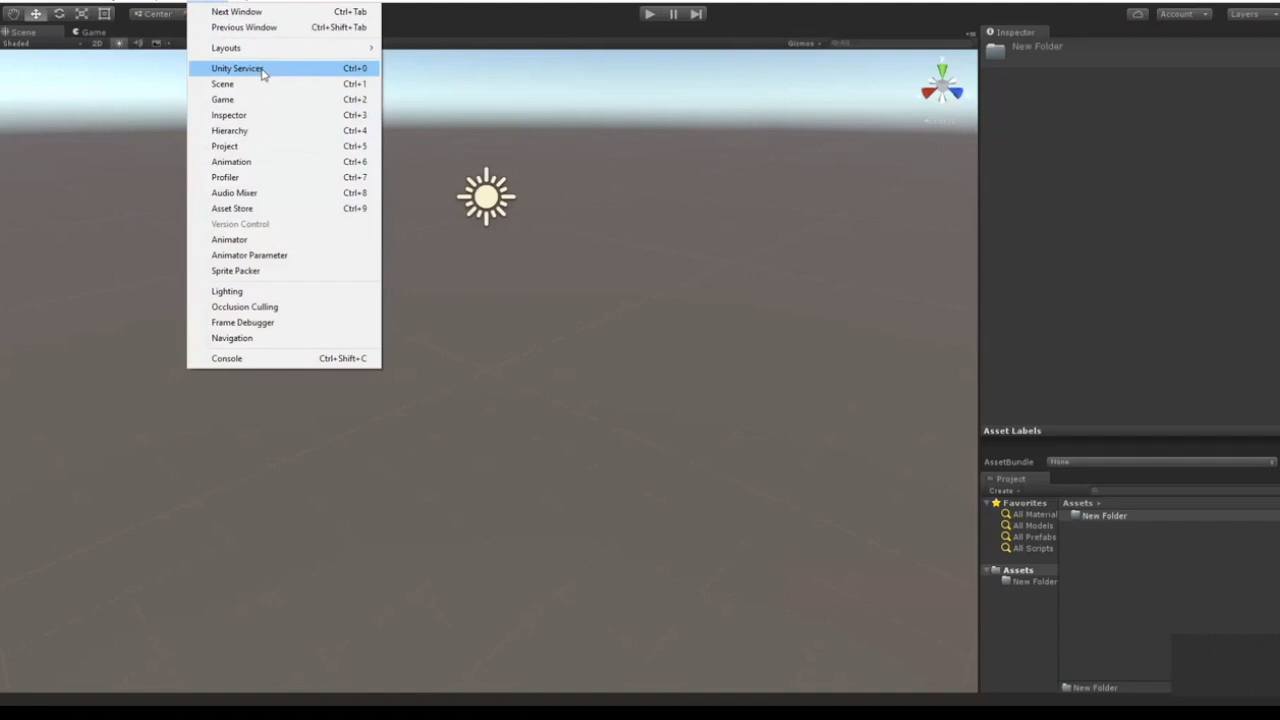 Next Window Ctrl+Tab
Previous Window Ctrl+Shift+Tab
Layouts
Unity Services Ctrl+0
Scene Ctrl+1
Game Ctrl+2
Inspector Ctrl+3
Hierarchy Ctrl+4
Project Ctrl+5
Animation Ctrl+6
Profiler Ctrl+7
Audio Mixer Ctrl+8
Asset Store Ctrl+9
Version Control
Animator
Animator Parameter
Sprite Packer
Lighting
Occlusion Culling
Frame Debugger
Navigation
Console Ctrl+Shift+C
Center
Account
Layers
Scene
Game
Shaded
2D
Gizmos
y
Inspector
New Folder
Asset Labels
AssetBundle None
Project
Create
Favorites
All Material
All Models
All Prefabs
All Scripts
Assets
New Folder
Assets
New Folder
New Folder